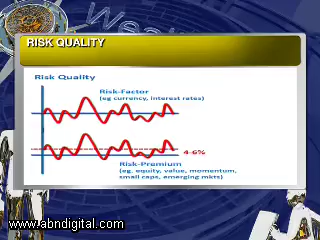 RISK QUALITY
Risk Quality
Risk-Factor
(eg currency, interest rates)
4-6%
Risk-Premium
(eg, equity, value, momentum,
small caps, emerging mkts)
www.abndigital.com